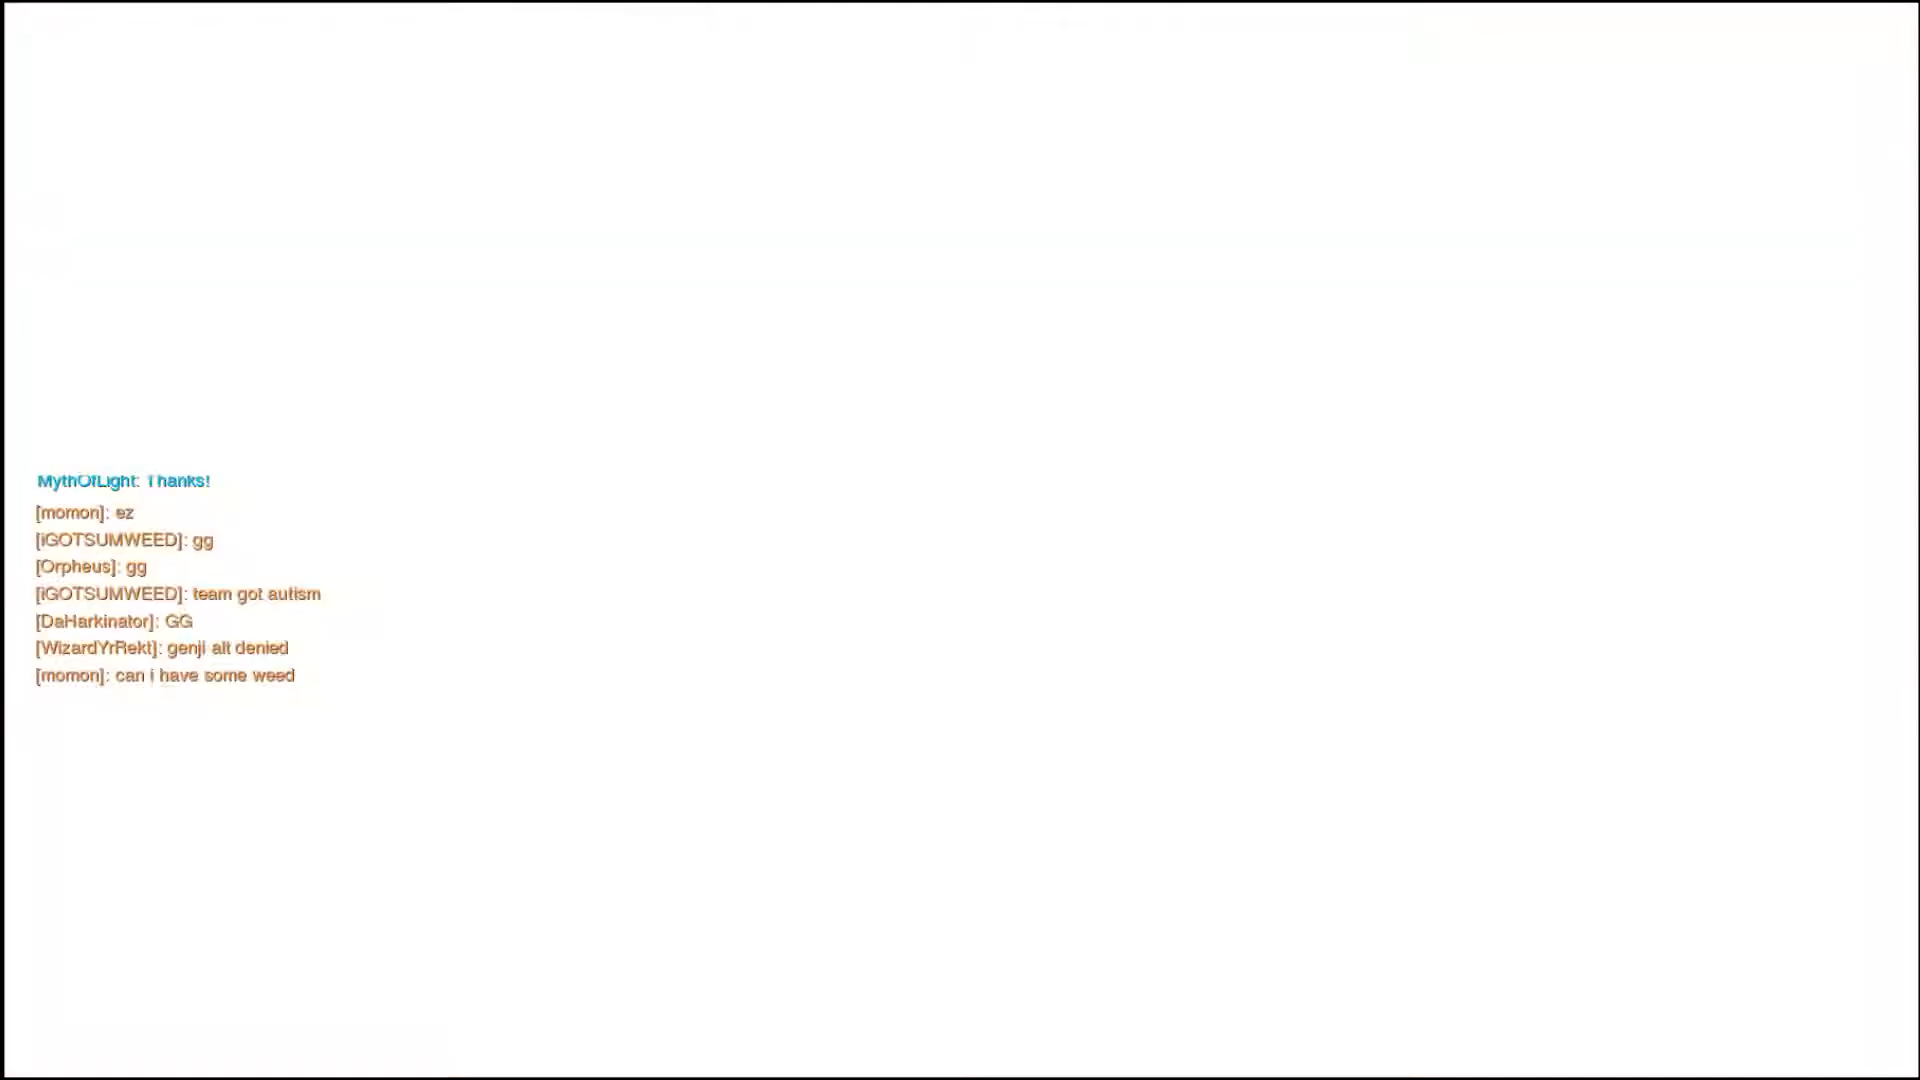 MythOfLight: Thanks!
[momon]: ez
[iGOTSUMWEED]: gg
[Orpheus]: gg
[iGOTSUMWEED]: team got autism
[DaHarkinator]: GG
[WizardYrRekt]: genji alt denied
[momon]: can i have some weed